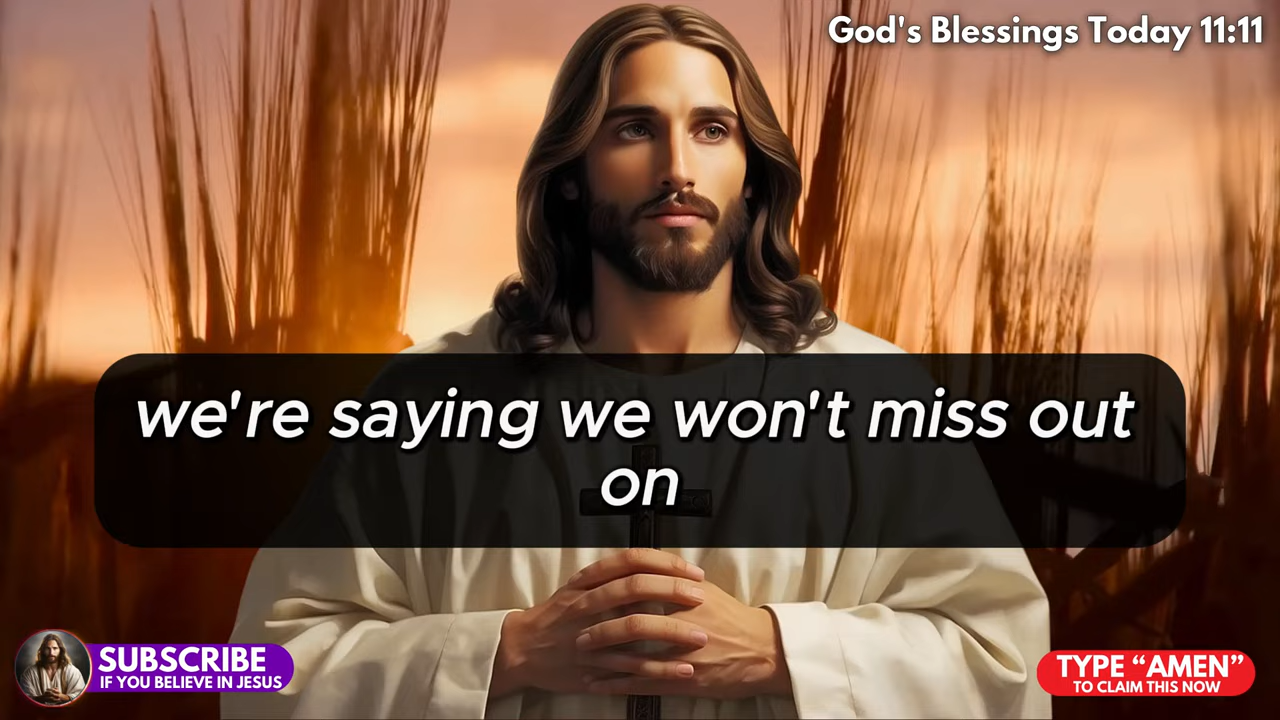 God's Blessings Today 11:11
we're saying we won't miss out
on
SUBSCRIBE
IF YOU BELIEVE IN JESUS
TYPE “AMEN”
TO CLAIM THIS NOW